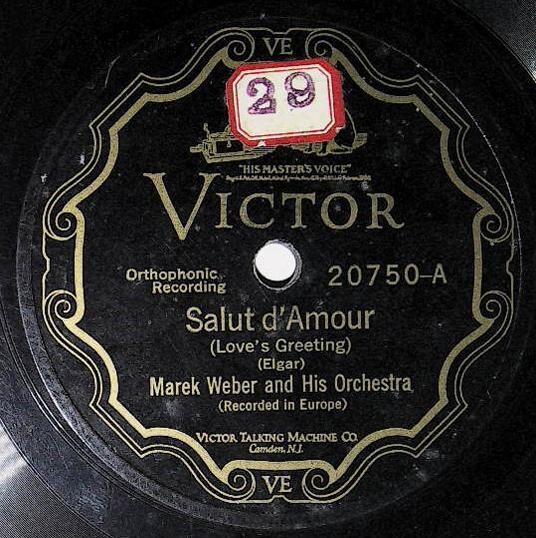 VE
29
"HIS MASTER'S VOICE"
VICTOR
Orthophonic
Recording
20750-A
Salut d'Amour
(Love's Greeting)
(Elgar)
Marek Weber and His Orchestra
(Recorded in Europe)
VICTOR TALKING MACHINE CO.
Camden, N.J.
VE